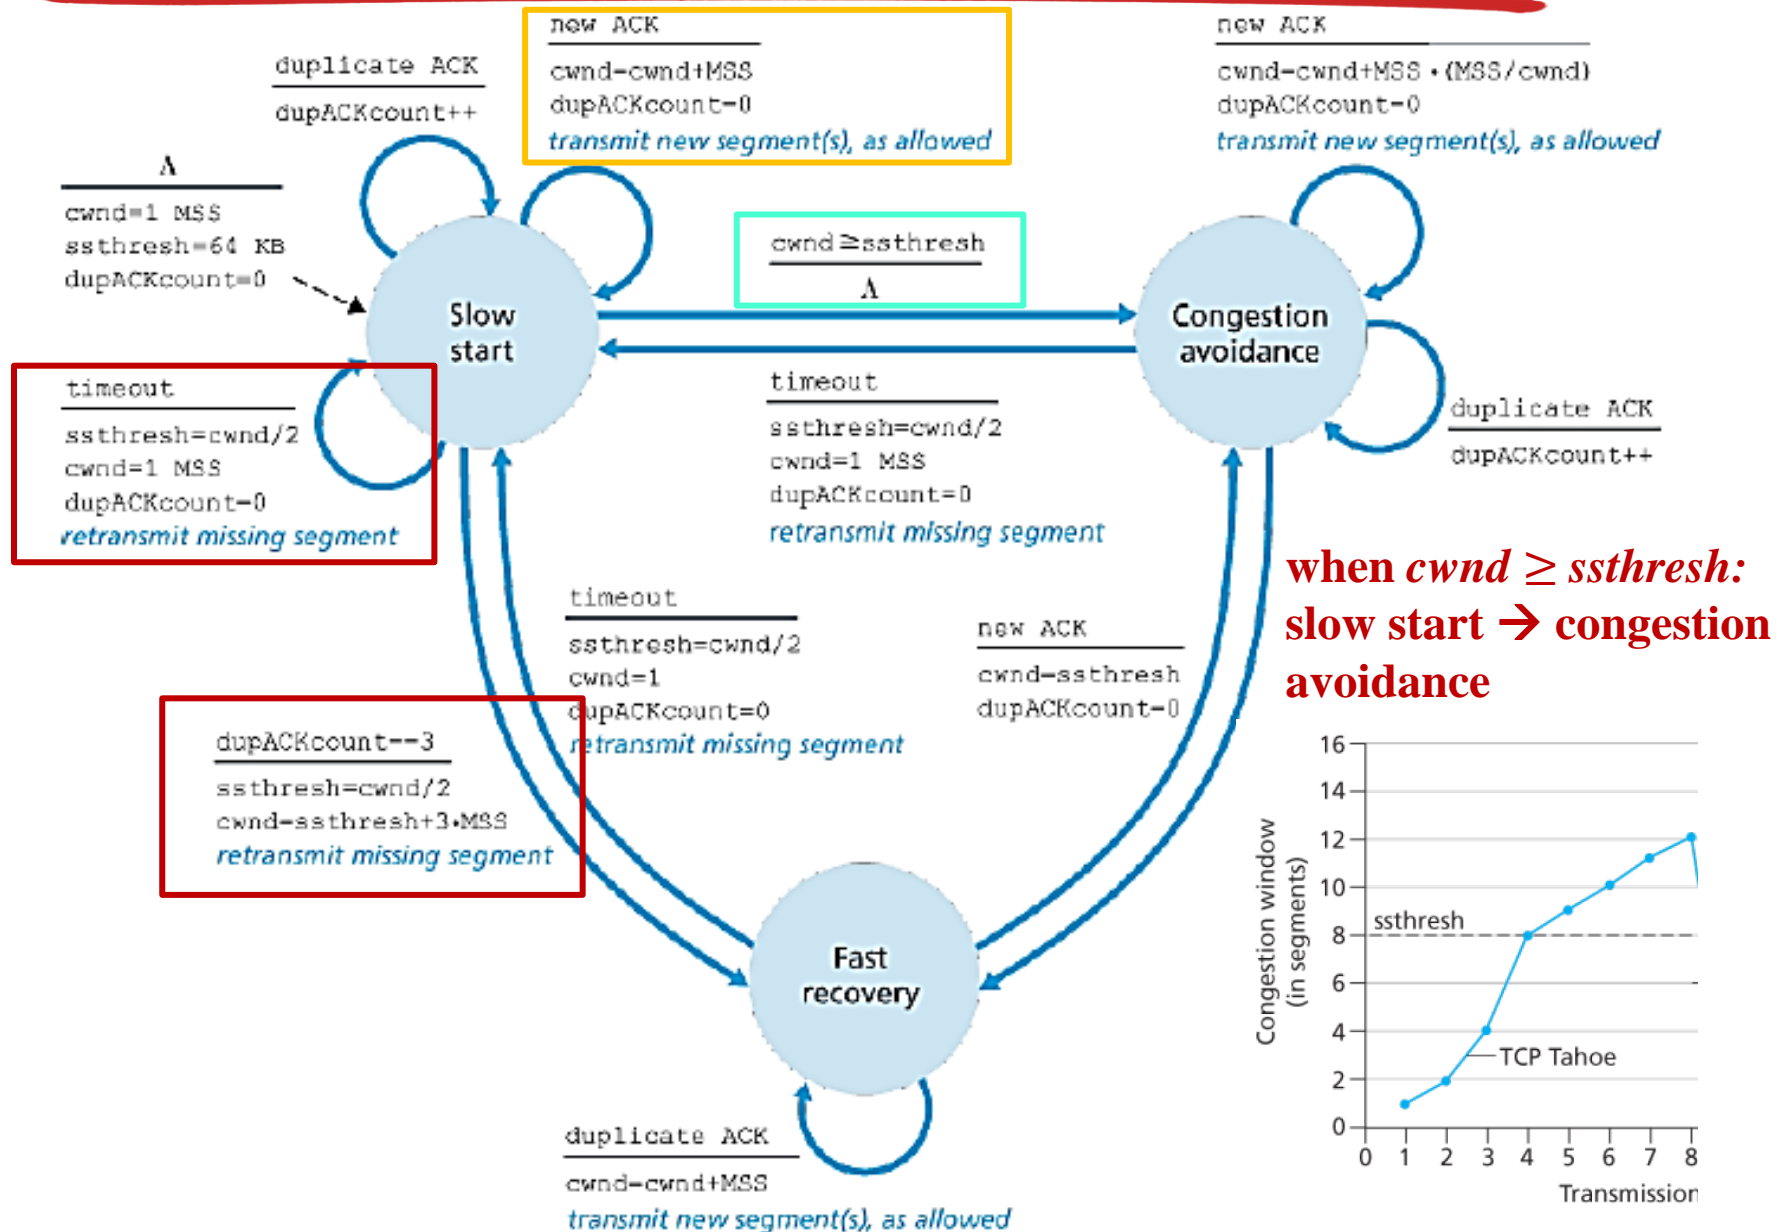 new ACK
cwnd=cwnd+MSS
dupACKcount=0
transmit new segment(s), as allowed
new ACK
cwnd=cwnd+MSS•(MSS/cwnd)
dupACKcount=0
transmit new segment(s), as allowed
duplicate ACK
dupACKcount++
Λ
cwnd=1 MSS
ssthresh=64 KB
dupACKcount=0
cwnd≥ssthresh
Λ
Slow
start
Congestion
avoidance
timeout
ssthresh=cwnd/2
cwnd=1 MSS
dupACKcount=0
retransmit missing segment
timeout
ssthresh=cwnd/2
cwnd=1 MSS
dupACKcount=0
retransmit missing segment
duplicate ACK
dupACKcount++
when cwnd ≥ ssthresh:
slow start → congestion
avoidance
timeout
ssthresh=cwnd/2
cwnd=1
dupACKcount=0
retransmit missing segment
new ACK
cwnd=ssthresh
dupACKcount=0
dupACKcount==3
ssthresh=cwnd/2
cwnd=ssthresh+3•MSS
retransmit missing segment
Fast
recovery
duplicate ACK
cwnd=cwnd+MSS
transmit new segment(s), as allowed
Congestion window
(in segments)
16
14
12
10
8
6
4
2
0
ssthresh
TCP Tahoe
0 1 2 3 4 5 6 7 8
Transmission